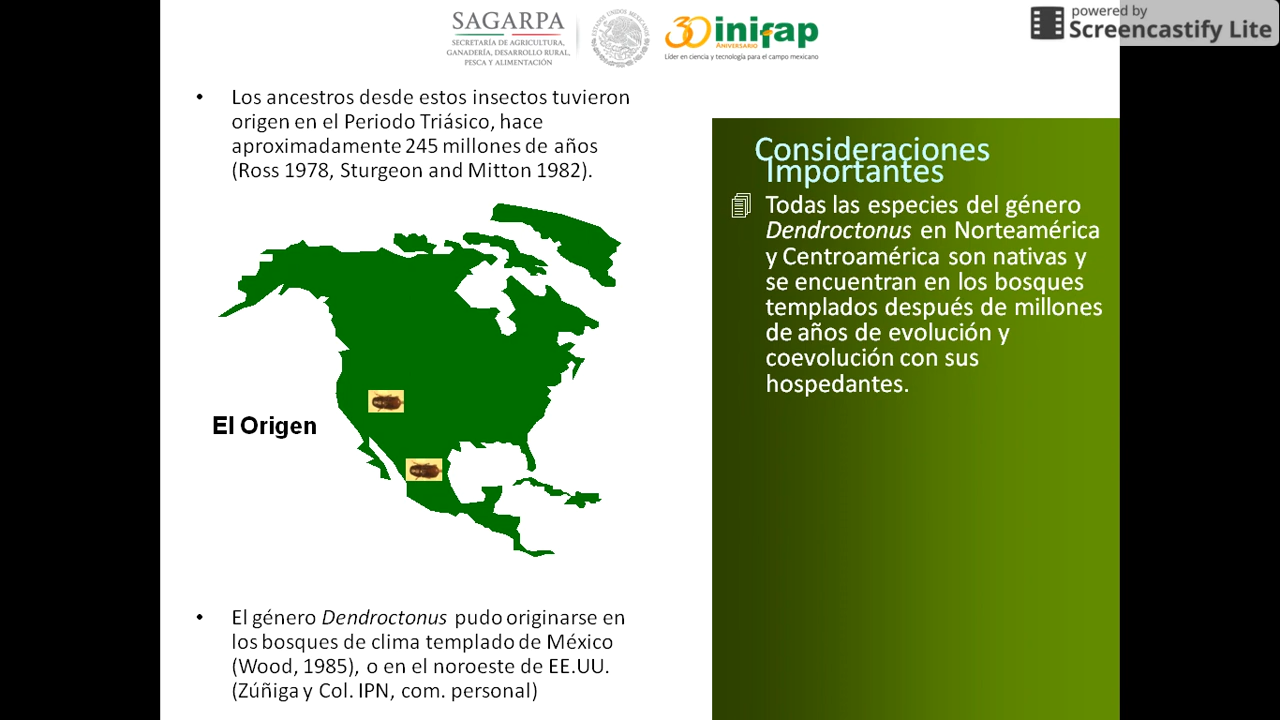 SAGARPA
SECRETARÍA DE AGRICULTURA,
GANADERÍA, DESARROLLO RURAL,
PESCA Y ALIMENTACIÓN
30 inifap
ANIVERSARIO
Líder en ciencia y tecnología para el campo mexicano
powered by
Screencastify Lite
• Los ancestros desde estos insectos tuvieron
origen en el Periodo Triásico, hace
aproximadamente 245 millones de años
(Ross 1978, Sturgeon and Mitton 1982).
El Origen
• El género Dendroctonus pudo originarse en
los bosques de clima templado de México
(Wood, 1985), o en el noroeste de EE.UU.
(Zúñiga y Col. IPN, com. personal)
Consideraciones
Importantes
Todas las especies del género
Dendroctonus en Norteamérica
y Centroamérica son nativas y
se encuentran en los bosques
templados después de millones
de años de evolución y
coevolución con sus
hospedantes.